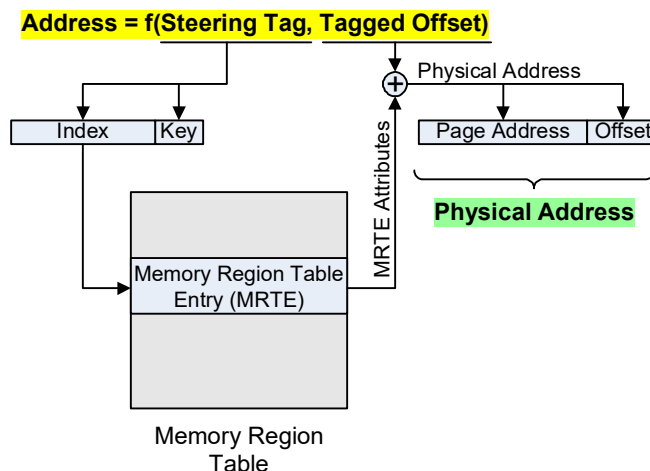 Address = f(Steering Tag, Tagged Offset)
Physical Address
Index
Key
Page Address
Offset
MRTE Attributes
Physical Address
Memory Region Table
Entry (MRTE)
Memory Region
Table